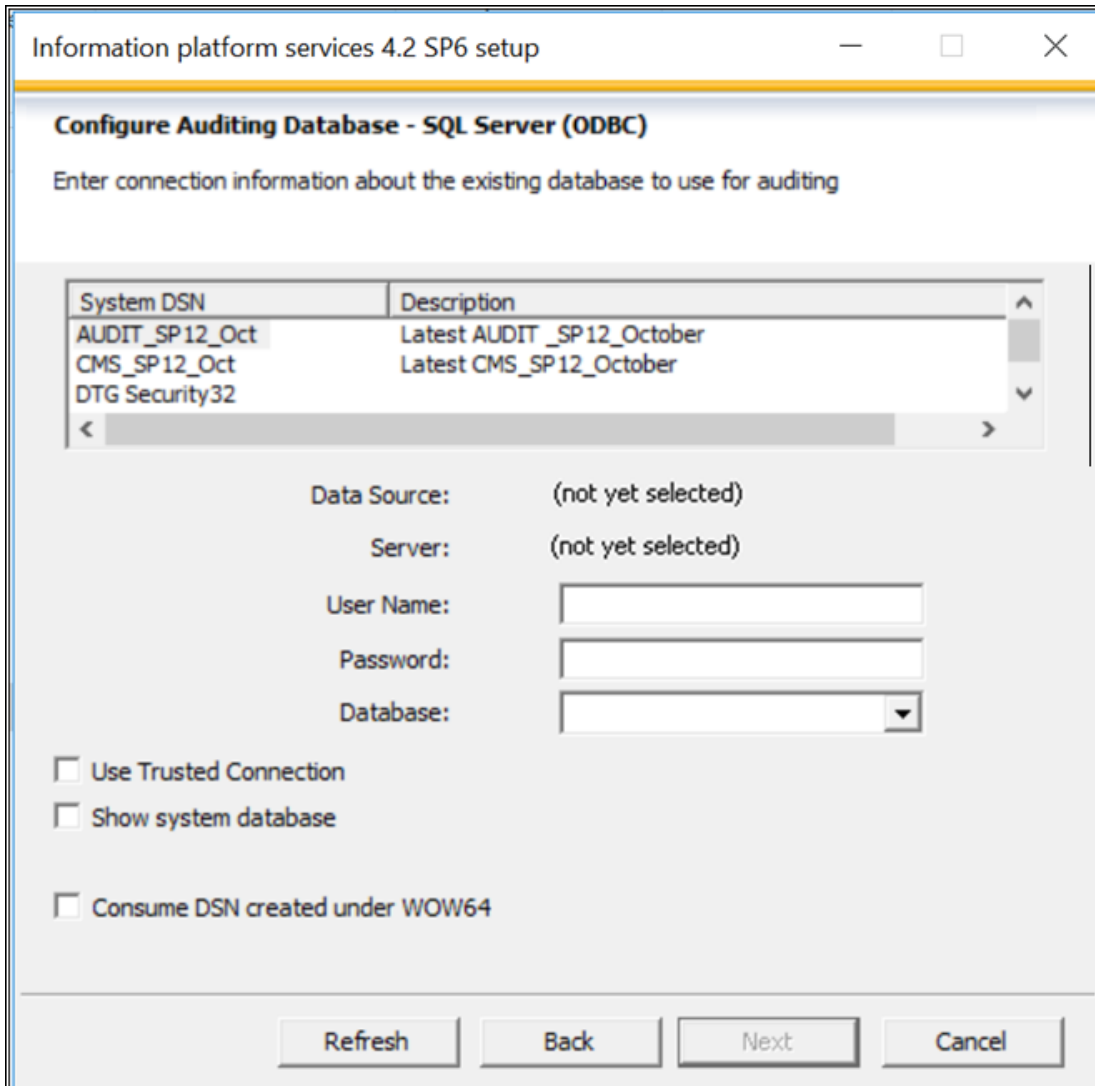 Information platform services 4.2 SP6 setup
Configure Auditing Database - SQL Server (ODBC)
Enter connection information about the existing database to use for auditing
System DSN Description
AUDIT_SP12_Oct Latest AUDIT _SP12_October
CMS_SP12_Oct Latest CMS_SP12_October
DTG Security32
Data Source: (not yet selected)
Server: (not yet selected)
User Name:
Password:
Database:
Use Trusted Connection
Show system database
Consume DSN created under WOW64
Refresh Back Next Cancel